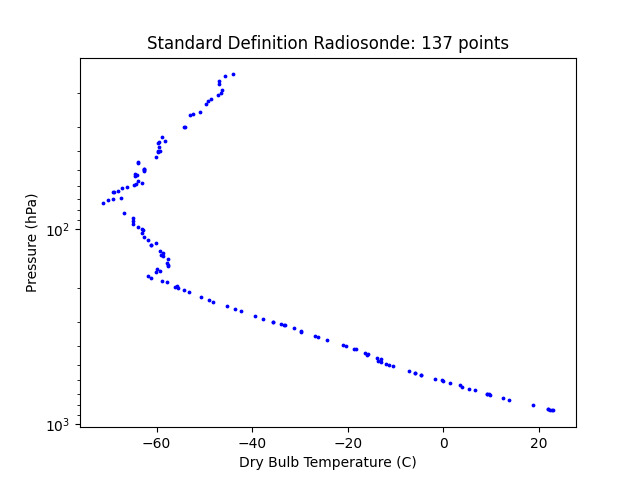 Standard Definition Radiosonde: 137 points
Pressure (hPa)
10²
10³
−60
−40
−20
0
20
Dry Bulb Temperature (C)